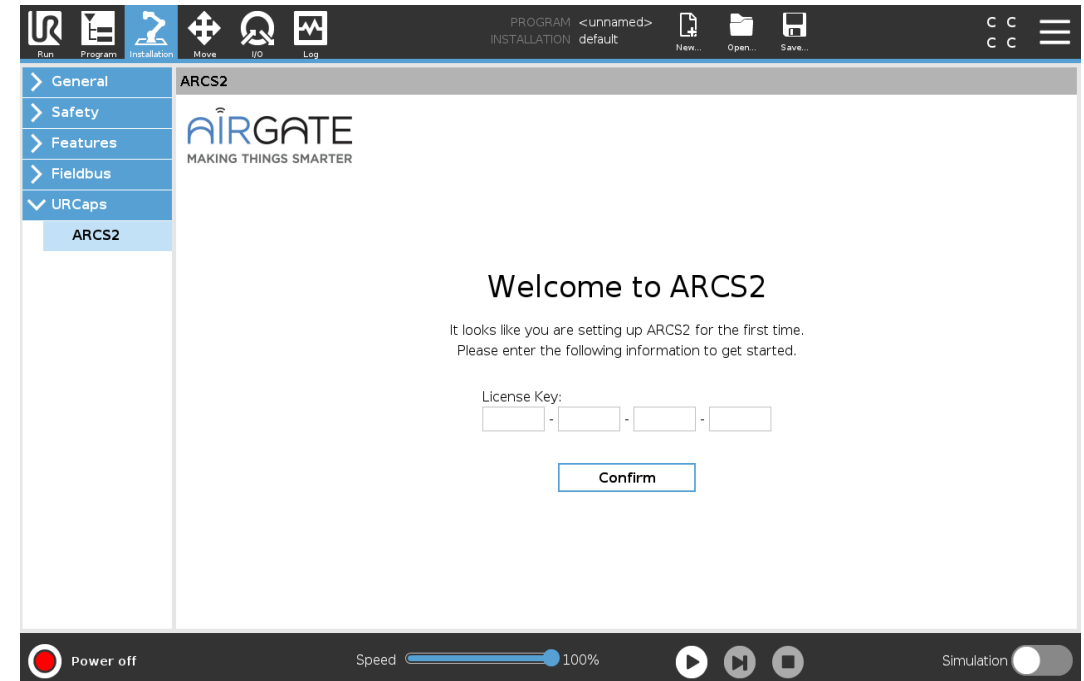 PROGRAM <unnamed>
INSTALLATION default
C C
C C
UR
Run Program Installation Move I/O Log New... Open... Save...
General
Safety
Features
Fieldbus
URCaps
ARCS2
ARCS2
AIRGATE
MAKING THINGS SMARTER
Welcome to ARCS2
It looks like you are setting up ARCS2 for the first time.
Please enter the following information to get started.
License Key:
- - -
Confirm
Power off
Speed 100%
Simulation